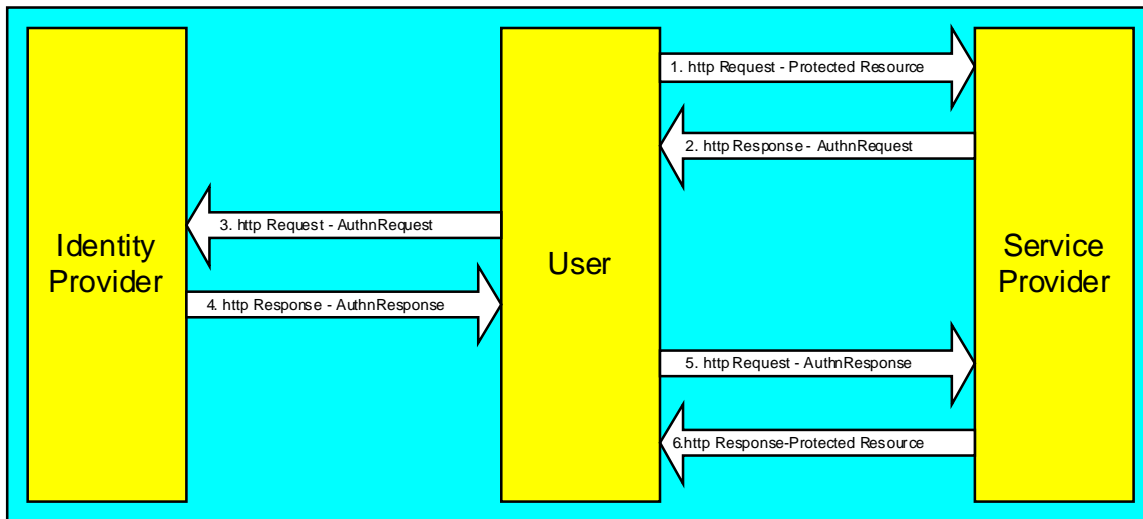 1. http Request - Protected Resource
2. http Response - AuthnRequest
3. http Request - AuthnRequest
Identity
Provider
User
Service
Provider
4. http Response - AuthnResponse
5. http Request - AuthnResponse
6.http Response-Protected Resource